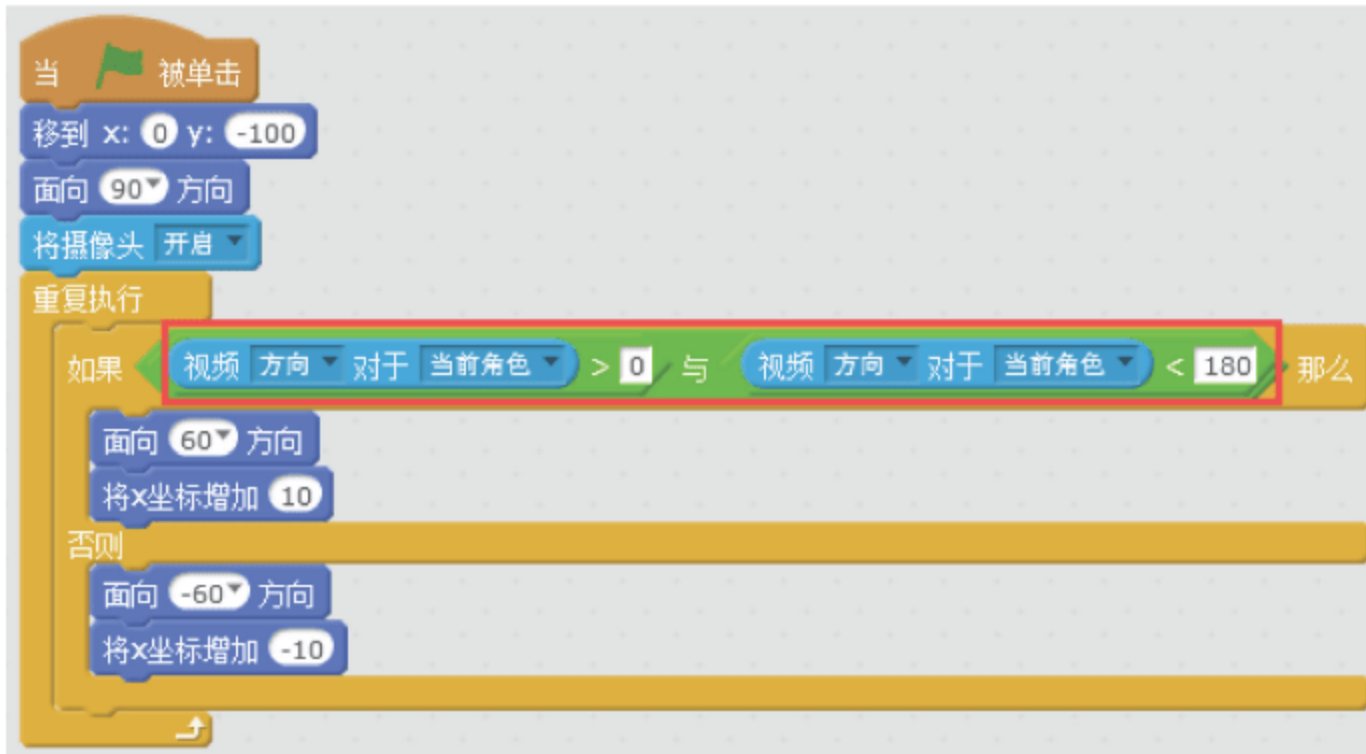 当 被单击
移到 x: 0 y: -100
面向 90 方向
将摄像头 开启
重复执行
如果 视频 方向 对于 当前角色 > 0 与 视频 方向 对于 当前角色 < 180 那么
面向 60 方向
将x坐标增加 10
否则
面向 -60 方向
将x坐标增加 -10